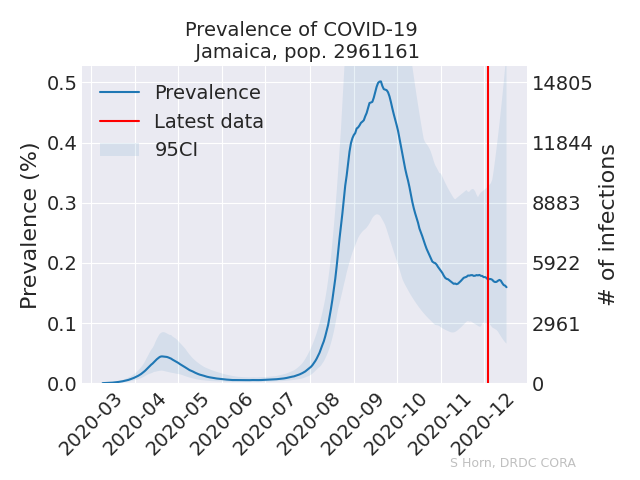 Prevalence of COVID-19
Jamaica, pop. 2961161
Prevalence (%)
0.5
0.4
0.3
0.2
0.1
0.0
Prevalence
Latest data
95CI
14805
11844
8883
5922
2961
0
# of infections
2020-03
2020-04
2020-05
2020-06
2020-07
2020-08
2020-09
2020-10
2020-11
2020-12
S Horn, DRDC CORA